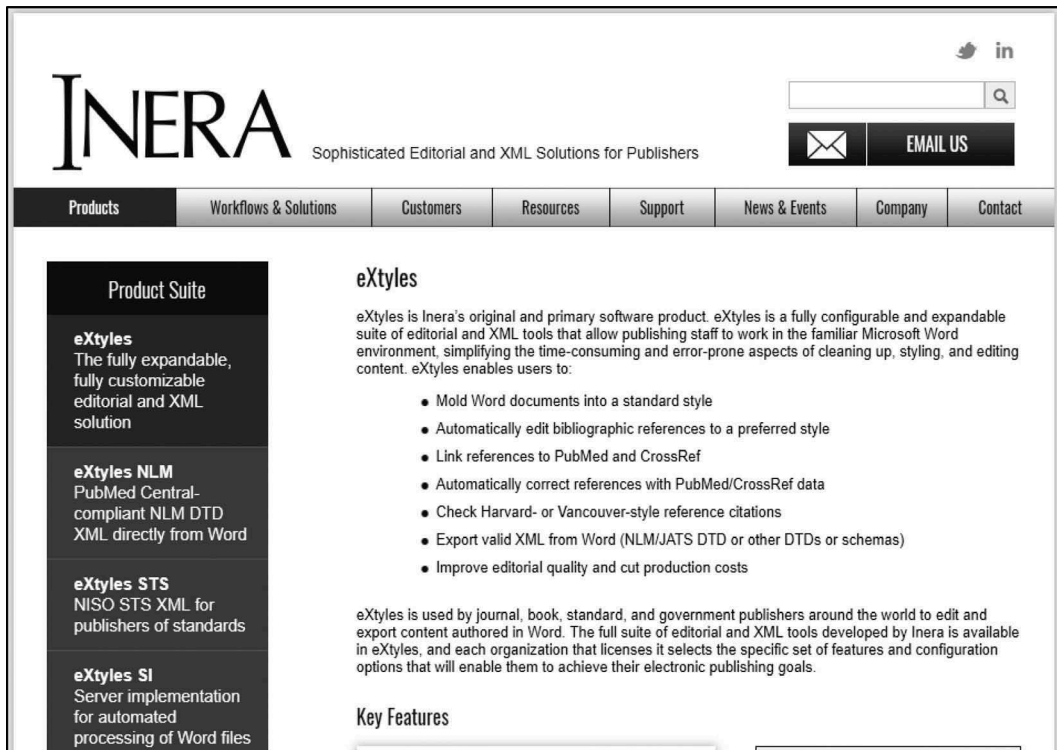 INERA
Sophisticated Editorial and XML Solutions for Publishers
in
EMAIL US
Products
Workflows & Solutions
Customers
Resources
Support
News & Events
Company
Contact
Product Suite
eXtyles
The fully expandable,
fully customizable
editorial and XML
solution
eXtyles NLM
PubMed Central-
compliant NLM DTD
XML directly from Word
eXtyles STS
NISO STS XML for
publishers of standards
eXtyles SI
Server implementation
for automated
processing of Word files
eXtyles
eXtyles is Inera's original and primary software product. eXtyles is a fully configurable and expandable
suite of editorial and XML tools that allow publishing staff to work in the familiar Microsoft Word
environment, simplifying the time-consuming and error-prone aspects of cleaning up, styling, and editing
content. eXtyles enables users to:
● Mold Word documents into a standard style
● Automatically edit bibliographic references to a preferred style
● Link references to PubMed and CrossRef
● Automatically correct references with PubMed/CrossRef data
● Check Harvard- or Vancouver-style reference citations
● Export valid XML from Word (NLM/JATS DTD or other DTDs or schemas)
● Improve editorial quality and cut production costs
eXtyles is used by journal, book, standard, and government publishers around the world to edit and
export content authored in Word. The full suite of editorial and XML tools developed by Inera is available
in eXtyles, and each organization that licenses it selects the specific set of features and configuration
options that will enable them to achieve their electronic publishing goals.
Key Features